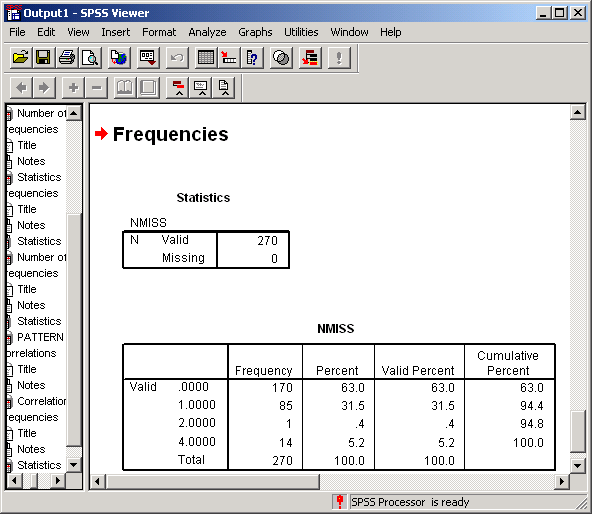 Output1 - SPSS Viewer
File Edit View Insert Format Analyze Graphs Utilities Window Help
Number of
requencies
Title
Notes
Statistics
requencies
Title
Notes
Statistics
Number of
requencies
Title
Notes
Statistics
PATTERN
orrelations
Title
Notes
Correlation
requencies
Title
Notes
Statistics
Frequencies
Statistics
NMISS
N Valid 270
Missing 0
NMISS
Frequency Percent Valid Percent Cumulative Percent
Valid .0000 170 63.0 63.0 63.0
1.0000 85 31.5 31.5 94.4
2.0000 1 .4 .4 94.8
4.0000 14 5.2 5.2 100.0
Total 270 100.0 100.0
SPSS Processor is ready